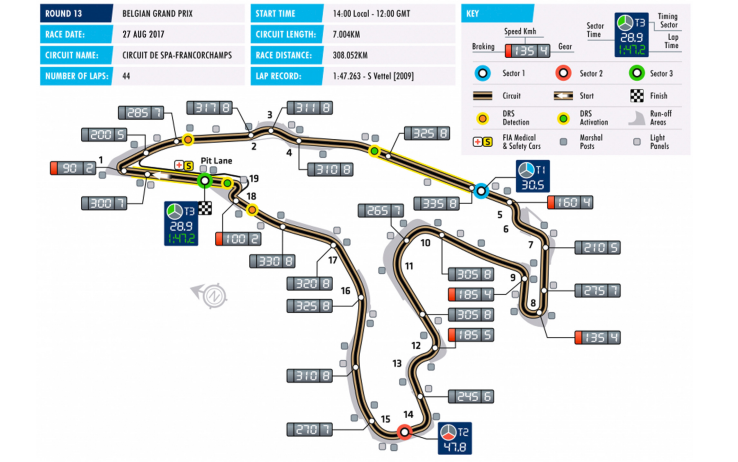 ROUND 13 BELGIAN GRAND PRIX START TIME 14:00 Local - 12:00 GMT
RACE DATE: 27 AUG 2017 CIRCUIT LENGTH: 7.004KM
CIRCUIT NAME: CIRCUIT DE SPA-FRANCORCHAMPS RACE DISTANCE: 308.052KM
NUMBER OF LAPS: 44 LAP RECORD: 1:47.263 - S Vettel [2009]
KEY
Speed Kmh
Braking 135 4 Gear
Sector Time
T3
28.9
1:47.2
Timing Sector
Lap Time
Sector 1 Sector 2 Sector 3
Circuit Start Finish
DRS Detection DRS Activation Run-off Areas
S FIA Medical & Safety Cars Marshal Posts Light Panels
285 7
317 8
3
311 8
200 5
2
4
325 8
310 8
1
90 2
S
Pit Lane
19
18
300 7
T3
28.9
1:47.2
100 2
335 8
T1
30.5
160 4
5
6
7
210 5
265 7
10
11
330 8
17
305 8
9
185 4
275 7
320 8
16
325 8
8
305 8
135 4
12
185 5
13
310 8
245 6
14
15
270 7
T2
47.8
N